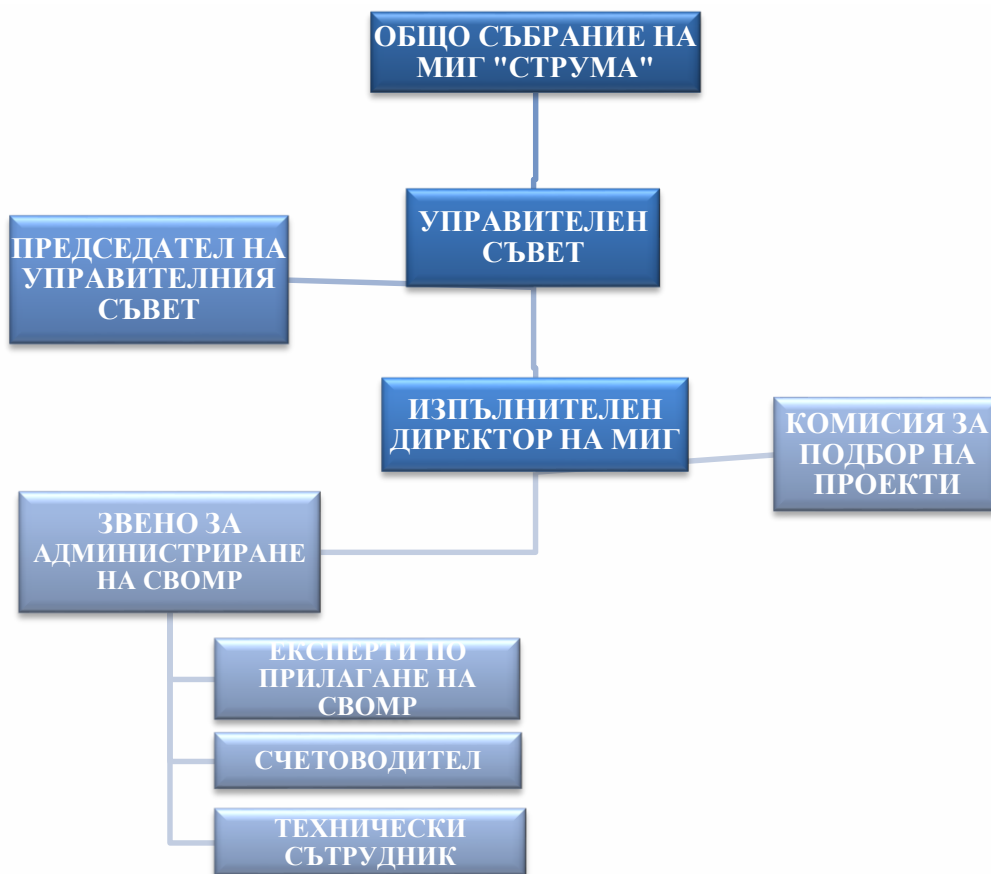 ОБЩО СЪБРАНИЕ НА
МИГ "СТРУМА"
УПРАВИТЕЛЕН
СЪВЕТ
ПРЕДСЕДАТЕЛ НА
УПРАВИТЕЛНИЯ
СЪВЕТ
ИЗПЪЛНИТЕЛЕН
ДИРЕКТОР НА МИГ
КОМИСИЯ ЗА
ПОДБОР НА
ПРОЕКТИ
ЗВЕНО ЗА
АДМИНИСТРИРАНЕ
НА СВОМР
ЕКСПЕРТИ ПО
ПРИЛАГАНЕ НА
СВОМР
СЧЕТОВОДИТЕЛ
ТЕХНИЧЕСКИ
СЪТРУДНИК